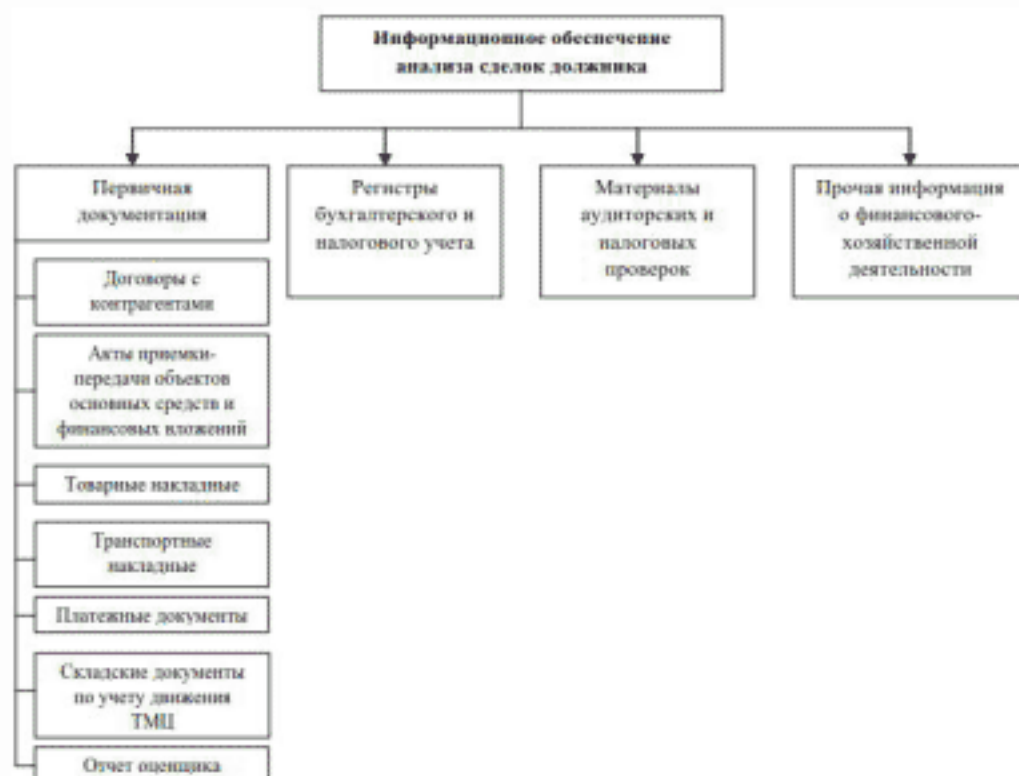 Информационное обеспечение
анализа сделок должника
Первичная
документация
Регистры
бухгалтерского и
налогового учета
Материалы
аудиторских и
налоговых
проверок
Прочая информация
о финансового-
хозяйственной
деятельности
Договоры с
контрагентами
Акты приемки-
передачи объектов
основных средств и
финансовых вложений
Товарные накладные
Транспортные
накладные
Платежные документы
Складские документы
по учету движения
ТМЦ
Отчет оценщика